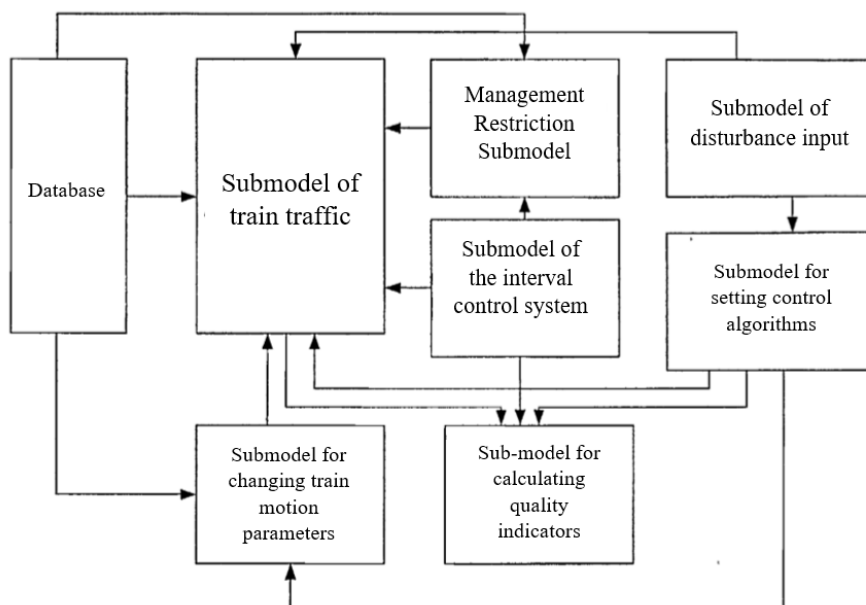 Database
Submodel of
train traffic
Management
Restriction
Submodel
Submodel of
disturbance input
Submodel of
the interval
control system
Submodel for
setting control
algorithms
Submodel for
changing train
motion
parameters
Sub-model for
calculating
quality
indicators